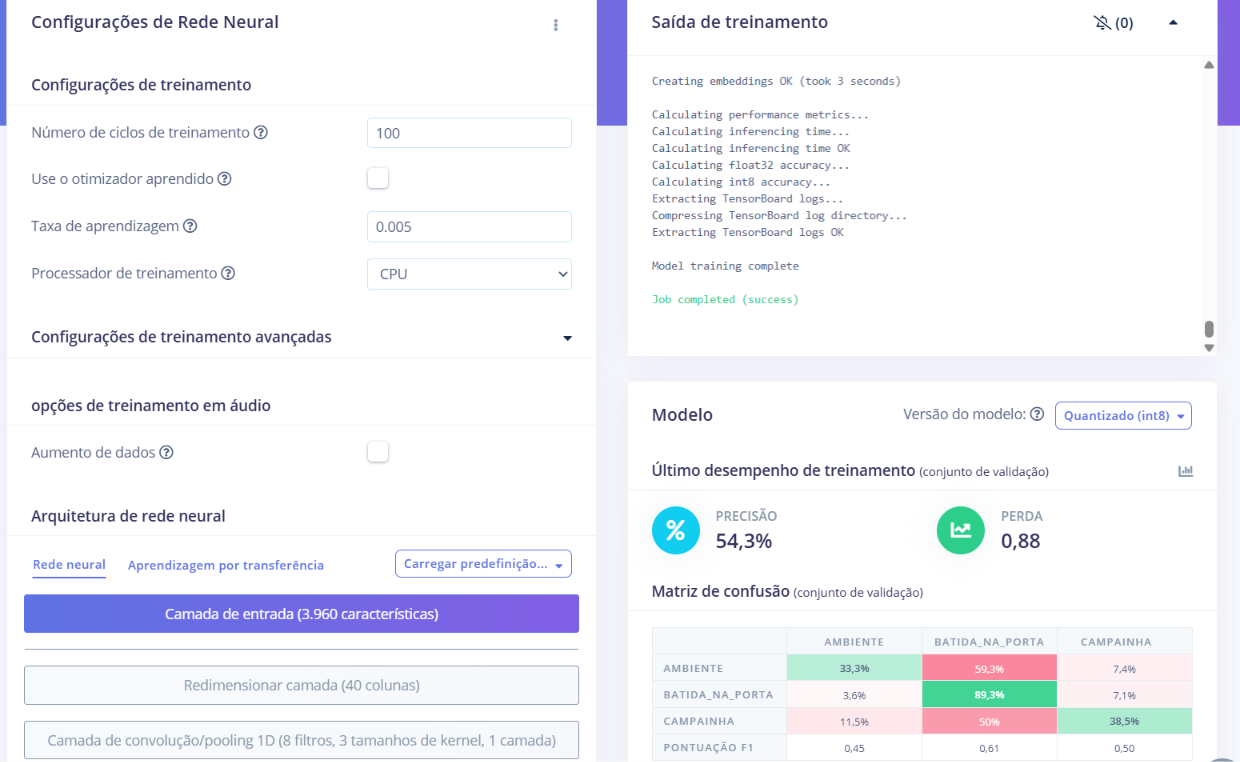 Configurações de Rede Neural
Configurações de treinamento
Número de ciclos de treinamento
100
Use o otimizador aprendido
Taxa de aprendizagem
0.005
Processador de treinamento
CPU
Configurações de treinamento avançadas
opções de treinamento em áudio
Aumento de dados
Arquitetura de rede neural
Rede neural Aprendizagem por transferência Carregar predefinição...
Camada de entrada (3.960 características)
Redimensionar camada (40 colunas)
Camada de convolução/pooling 1D (8 filtros, 3 tamanhos de kernel, 1 camada)
Saída de treinamento (0)
Creating embeddings OK (took 3 seconds)
Calculating performance metrics...
Calculating inferencing time...
Calculating inferencing time OK
Calculating float32 accuracy...
Calculating int8 accuracy...
Extracting TensorBoard logs...
Compressing TensorBoard log directory...
Extracting TensorBoard logs OK
Model training complete
Job completed (success)
Modelo Versão do modelo: Quantizado (int8)
Último desempenho de treinamento (conjunto de validação)
% PRECISÃO
54,3%
PERDA
0,88
Matriz de confusão (conjunto de validação)
AMBIENTE BATIDA_NA_PORTA CAMPAINHA
AMBIENTE 33,3% 59,3% 7,4%
BATIDA_NA_PORTA 3,6% 89,3% 7,1%
CAMPAINHA 11,5% 50% 38,5%
PONTUAÇÃO F1 0,45 0,61 0,50